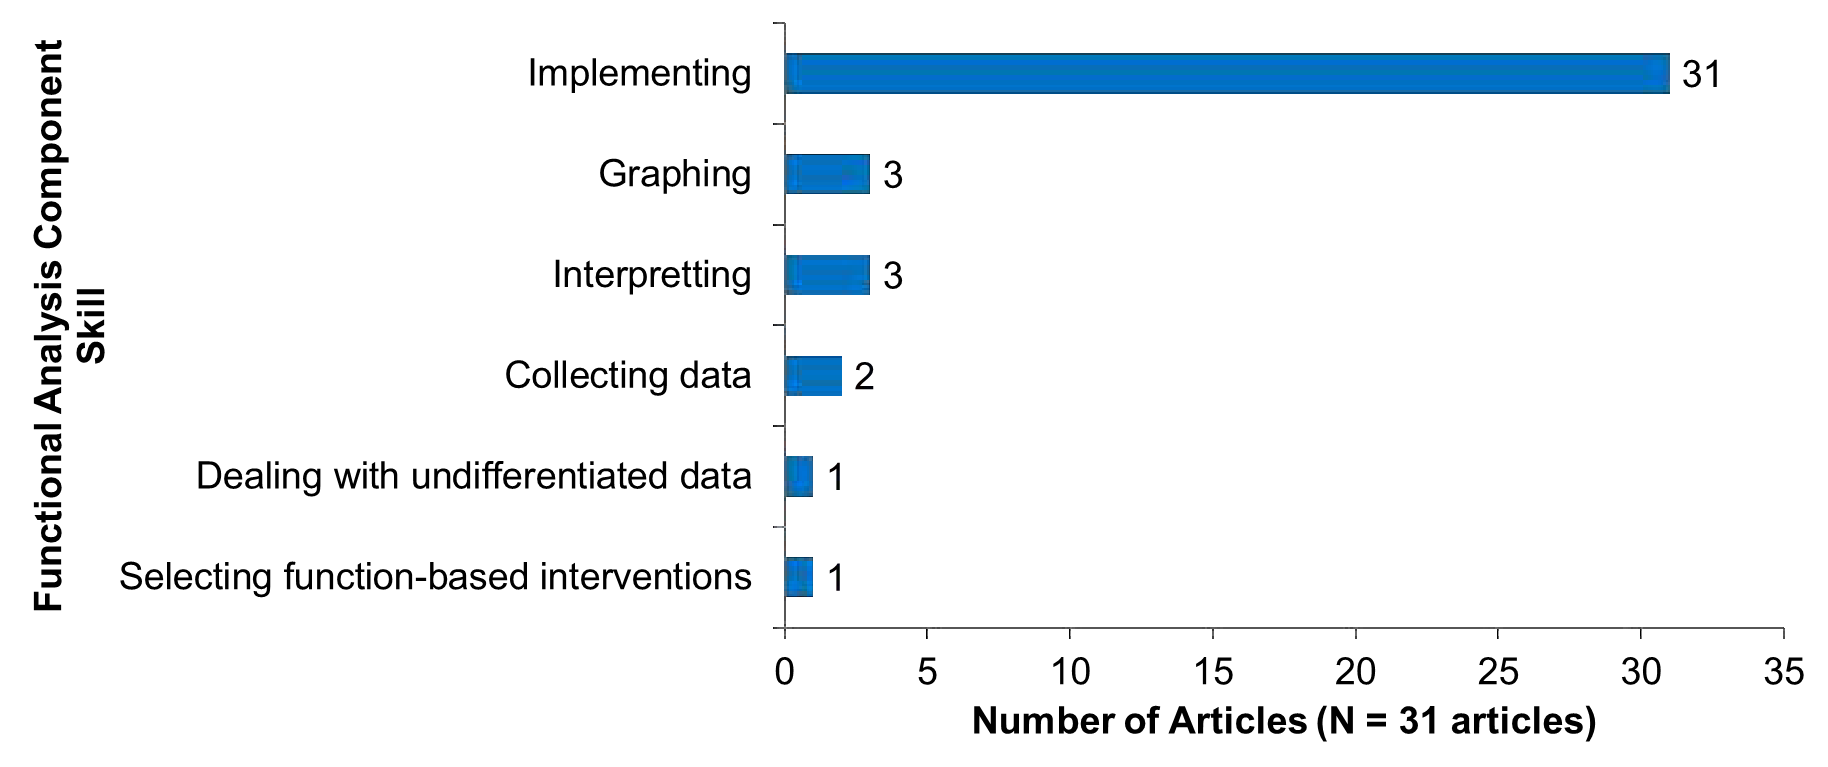 Functional Analysis Component
Skill
Implementing
31
Graphing
3
Interpretting
3
Collecting data
2
Dealing with undifferentiated data
1
Selecting function-based interventions
1
0 5 10 15 20 25 30 35
Number of Articles (N = 31 articles)